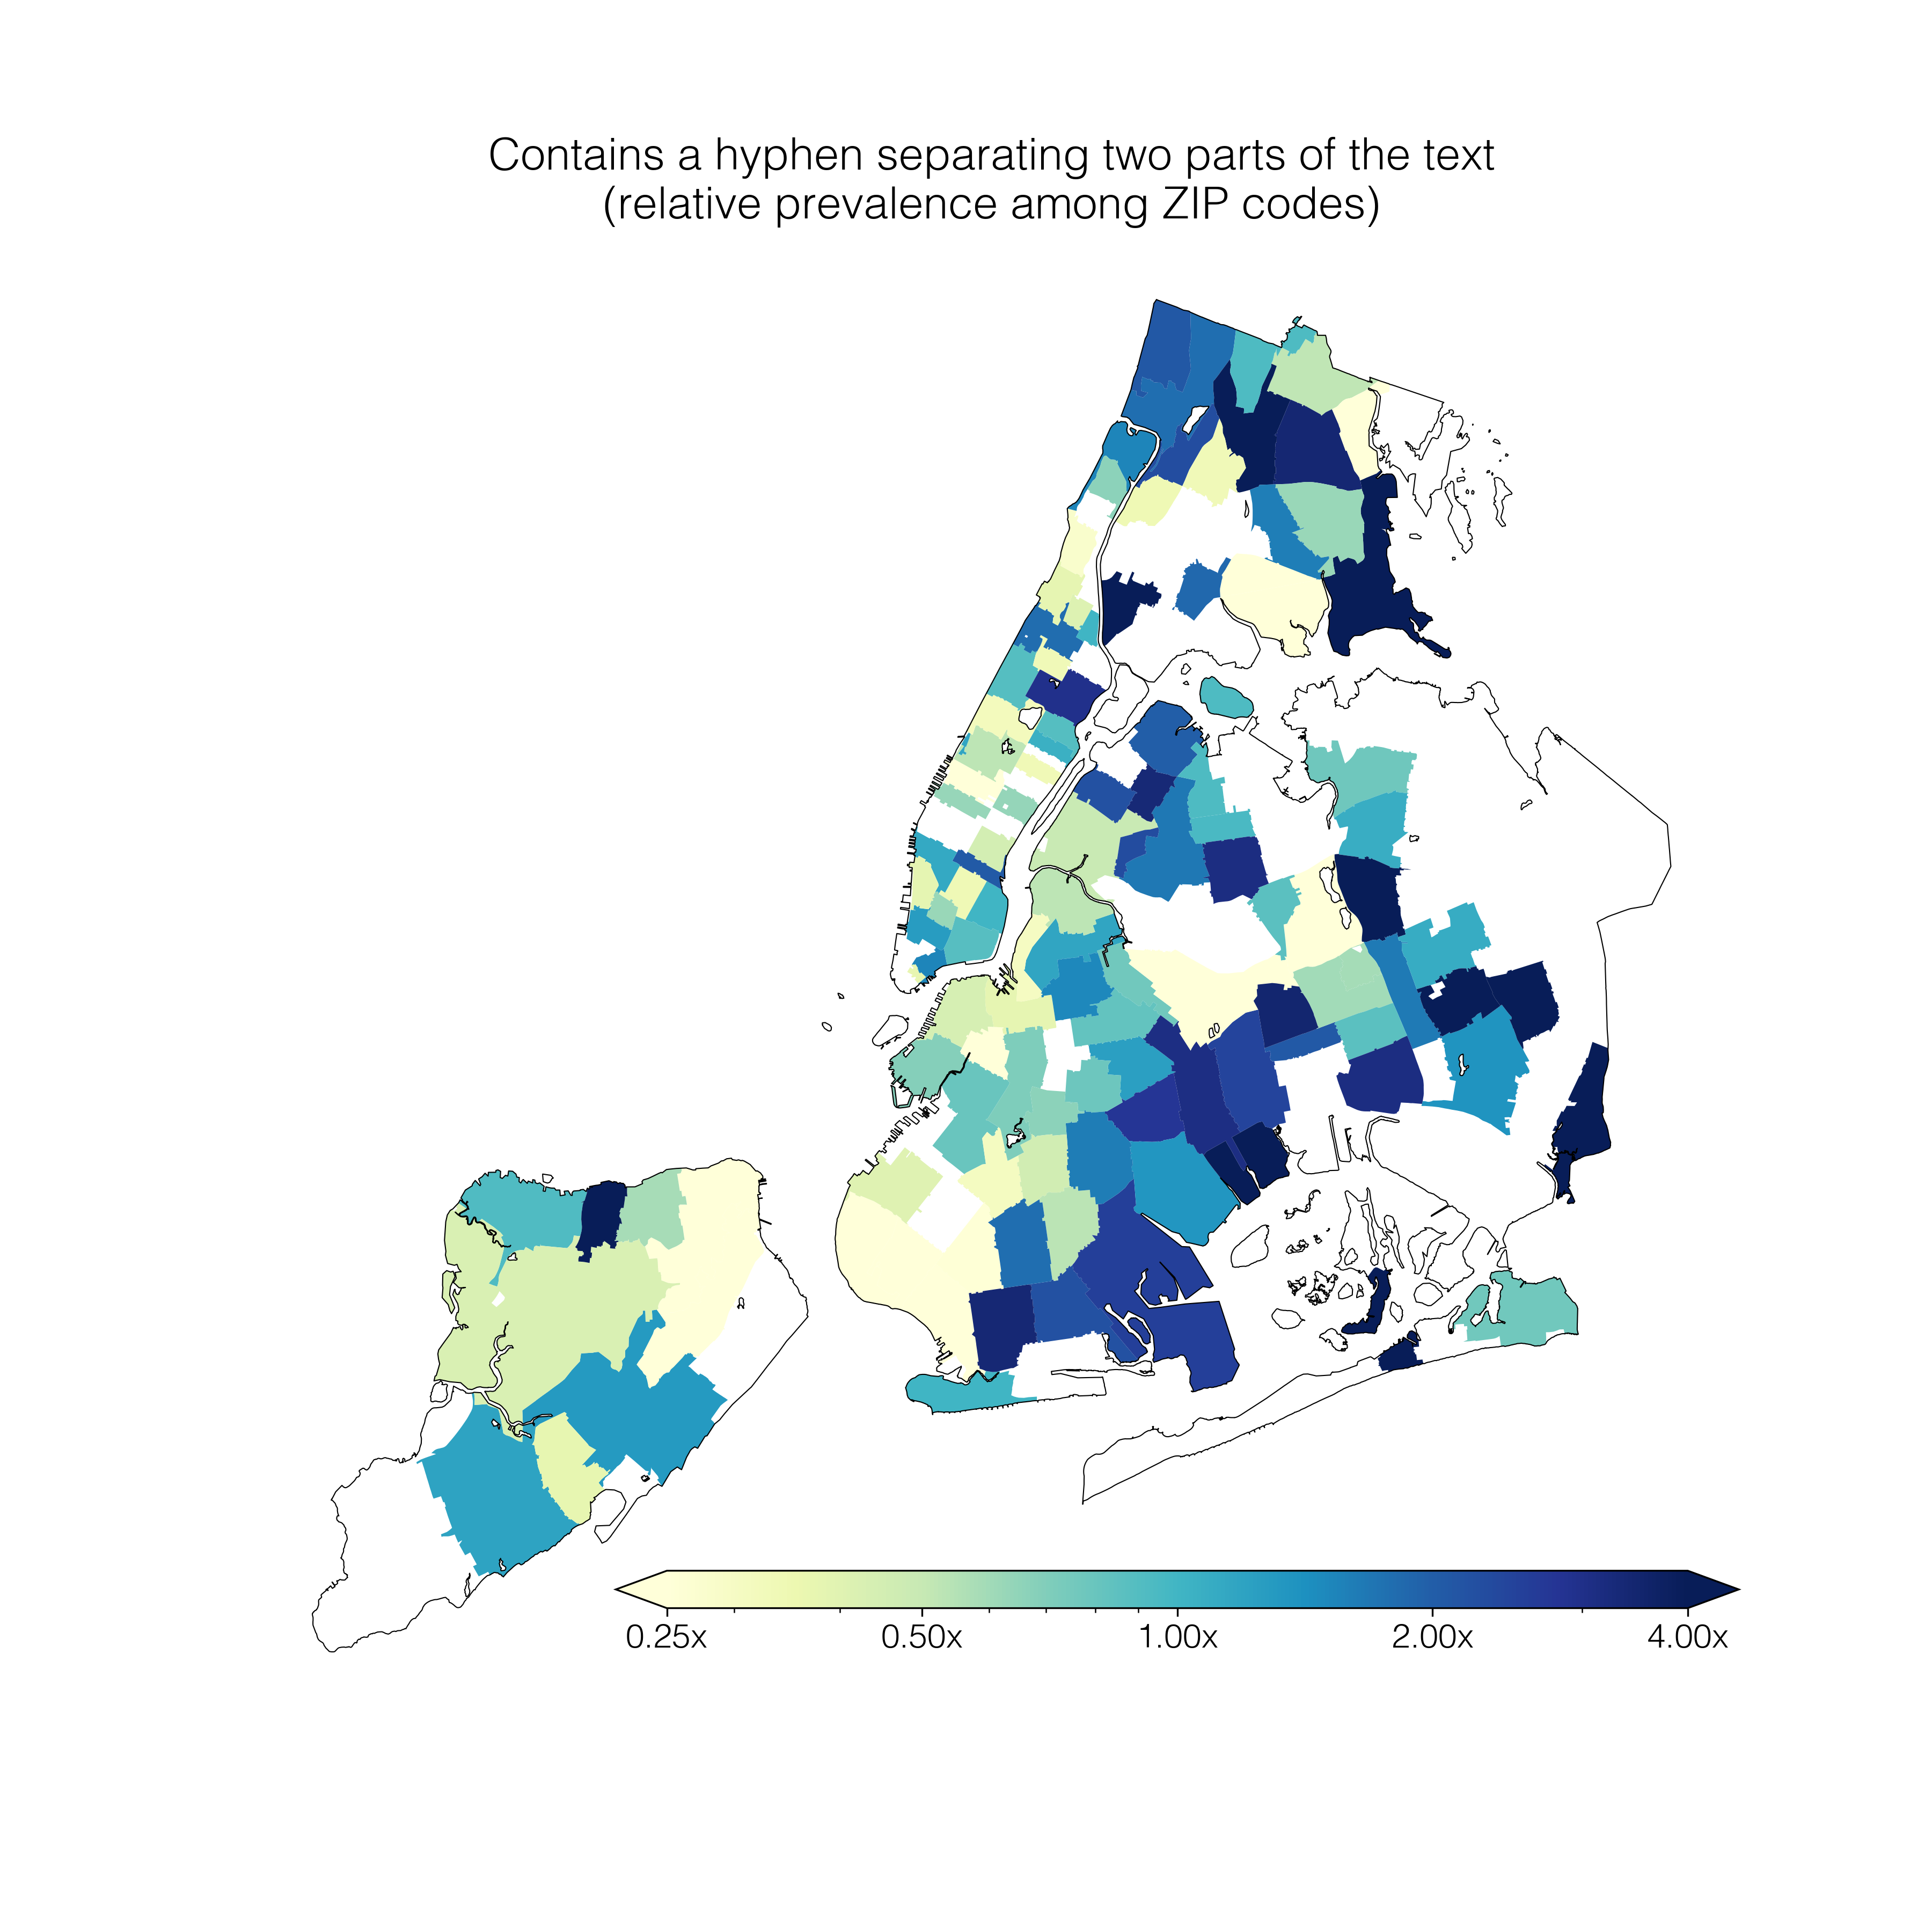 Contains a hyphen separating two parts of the text
(relative prevalence among ZIP codes)
0.25x 0.50x 1.00x 2.00x 4.00x